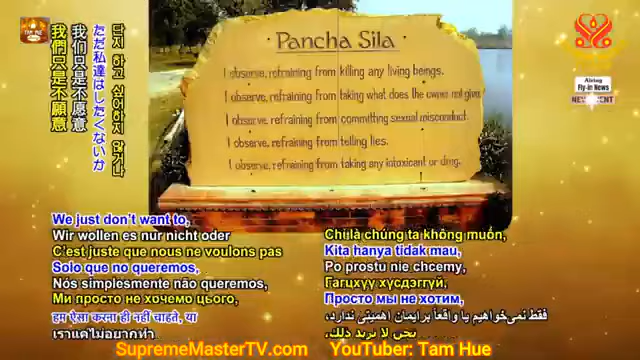 Pancha Sila
I observe, refraining from killing any living beings.
I observe, refraining from taking what does the owner not give.
I observe, refraining from committing sexual misconduct.
I observe, refraining from telling lies.
I observe, refraining from taking any intoxicant or drug.
단지 하고 싶어하지 않거나
ただ私達はしたくないか
我们只是不愿意
我們只是不願意
Airing
Fly-in News
We just don't want to,
Wir wollen es nur nicht oder
C'est juste que nous ne voulons pas
Solo que no queremos,
Nós simplesmente não queremos,
Ми просто не хочемо цього,
हम ऐसा करना ही नहीं चाहते, या
เราแค่ไม่อยากทำ
Chỉ là chúng ta không muốn,
Kita hanya tidak mau,
Po prostu nie chcemy,
Гагцхүү хүсдэггүй,
Просто мы не хотим,
فقط نمی‌خواهیم یا واقعاً برایمان اهمیتی ندارد،
نحن لا نريد ذلك،
SupremeMasterTV.com YouTuber: Tam Hue